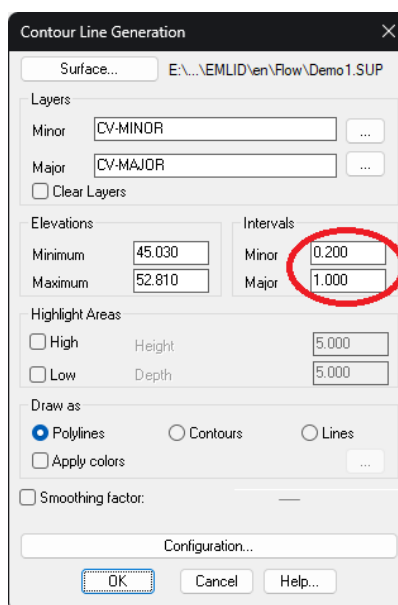 Contour Line Generation
Surface... E:\...\EMLID\en\Flow\Demo1.SUP
Layers
Minor CV-MINOR ...
Major CV-MAJOR ...
Clear Layers
Elevations Intervals
Minimum 45.030 Minor 0.200
Maximum 52.810 Major 1.000
Highlight Areas
High Height 5.000
Low Depth 5.000
Draw as
Polylines Contours Lines
Apply colors ...
Smoothing factor:
Configuration...
OK Cancel Help...